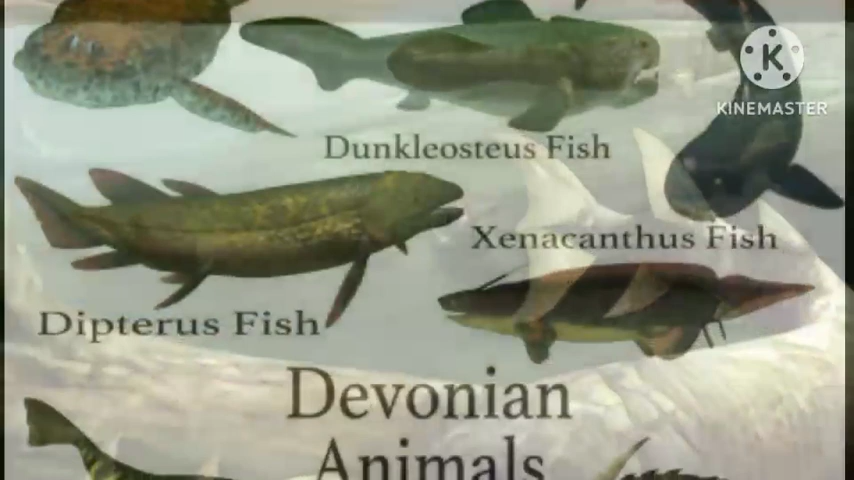 K
KINEMASTER
Dunkleosteus Fish
Xenacanthus Fish
Dipterus Fish
Devonian
Animals